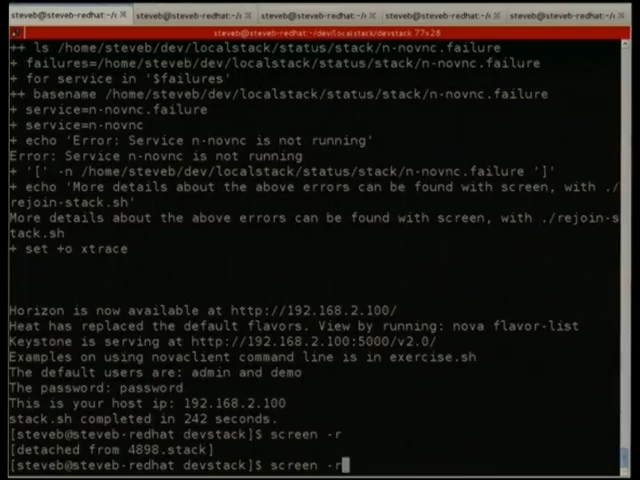 steveb@steveb-redhat:~/d steveb@steveb-redhat:~/ steveb@steveb-redhat:~/ steveb@steveb-redhat:~/ steveb@steveb-redhat:~/
steveb@steveb-redhat:~/dev/localstack/devstack 77x28
++ ls /home/steveb/dev/localstack/status/stack/n-novnc.failure
+ failures=/home/steveb/dev/localstack/status/stack/n-novnc.failure
+ for service in '$failures'
++ basename /home/steveb/dev/localstack/status/stack/n-novnc.failure
+ service=n-novnc.failure
+ service=n-novnc
+ echo 'Error: Service n-novnc is not running'
Error: Service n-novnc is not running
+ '[' -n /home/steveb/dev/localstack/status/stack/n-novnc.failure ']'
+ echo 'More details about the above errors can be found with screen, with ./
rejoin-stack.sh'
More details about the above errors can be found with screen, with ./rejoin-s
tack.sh
+ set +o xtrace
Horizon is now available at http://192.168.2.100/
Heat has replaced the default flavors. View by running: nova flavor-list
Keystone is serving at http://192.168.2.100:5000/v2.0/
Examples on using novaclient command line is in exercise.sh
The default users are: admin and demo
The password: password
This is your host ip: 192.168.2.100
stack.sh completed in 242 seconds.
[steveb@steveb-redhat devstack]$ screen -r
[detached from 4898.stack]
[steveb@steveb-redhat devstack]$ screen -r